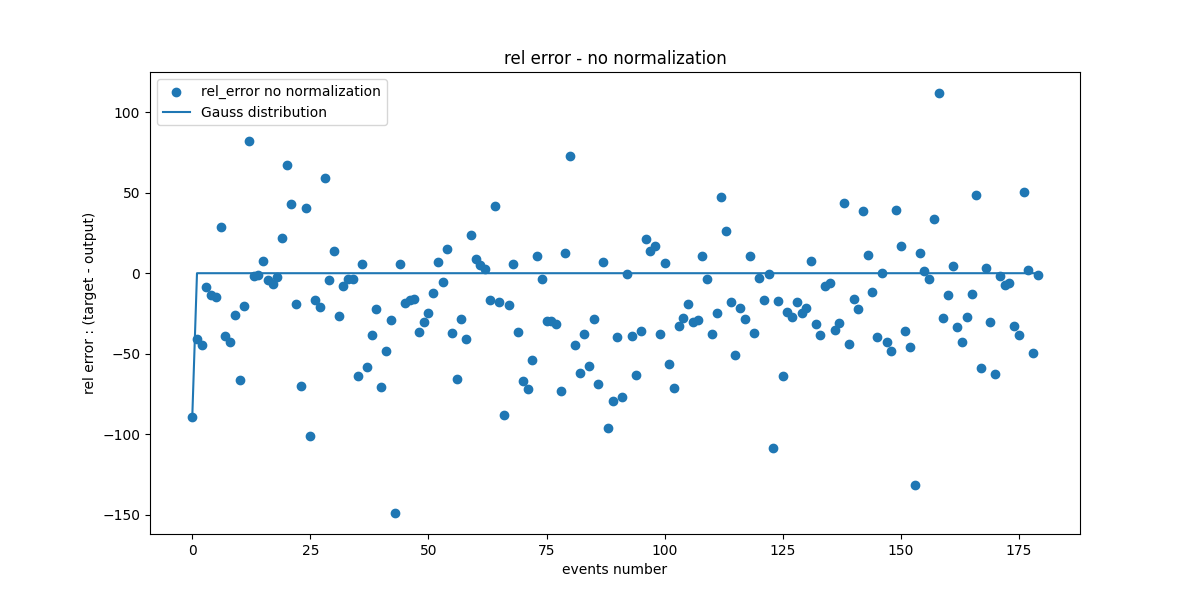 rel error - no normalization
rel_error no normalization
Gauss distribution
100
50
0
−50
−100
−150
rel error : (target - output)
0 25 50 75 100 125 150 175
events number